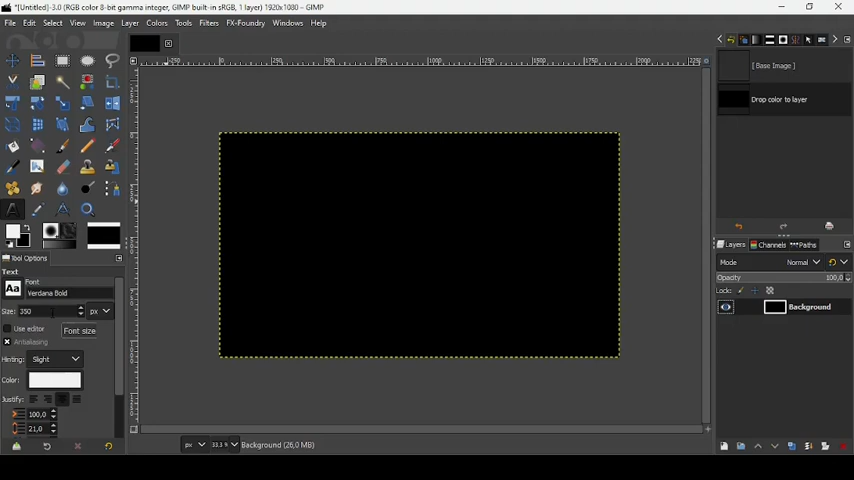 *[Untitled]-3.0 (RGB color 8-bit gamma integer, GIMP built-in sRGB, 1 layer) 1920x1080 – GIMP
File Edit Select View Image Layer Colors Tools Filters FX-Foundry Windows Help
[Base Image]
Drop color to layer
Tool Options
Text
Font
Aa Verdana Bold
Size: 350 px
Use editor
Font size
Antialiasing
Hinting: Slight
Color:
Justify:
100,0
21,0
Layers Channels Paths
Mode Normal
Opacity 100,0
Lock:
Background
px 33.3 % Background (26,0 MB)